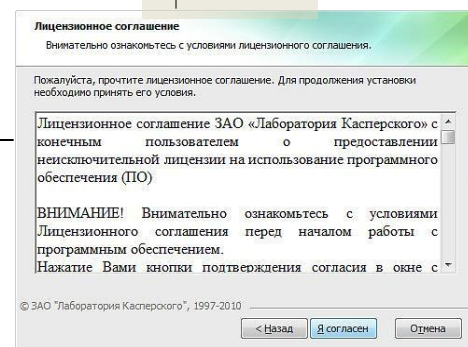 Лицензионное соглашение
Внимательно ознакомьтесь с условиями лицензионного соглашения.
Пожалуйста, прочтите лицензионное соглашение. Для продолжения установки
необходимо принять его условия.
Лицензионное соглашение ЗАО «Лаборатория Касперского» с
конечным пользователем о предоставлении
неисключительной лицензии на использование программного
обеспечения (ПО)
ВНИМАНИЕ! Внимательно ознакомьтесь с условиями
Лицензионного соглашения перед началом работы с
программным обеспечением.
Нажатие Вами кнопки подтверждения согласия в окне с
© ЗАО "Лаборатория Касперского", 1997-2010
< Назад Я согласен Отмена